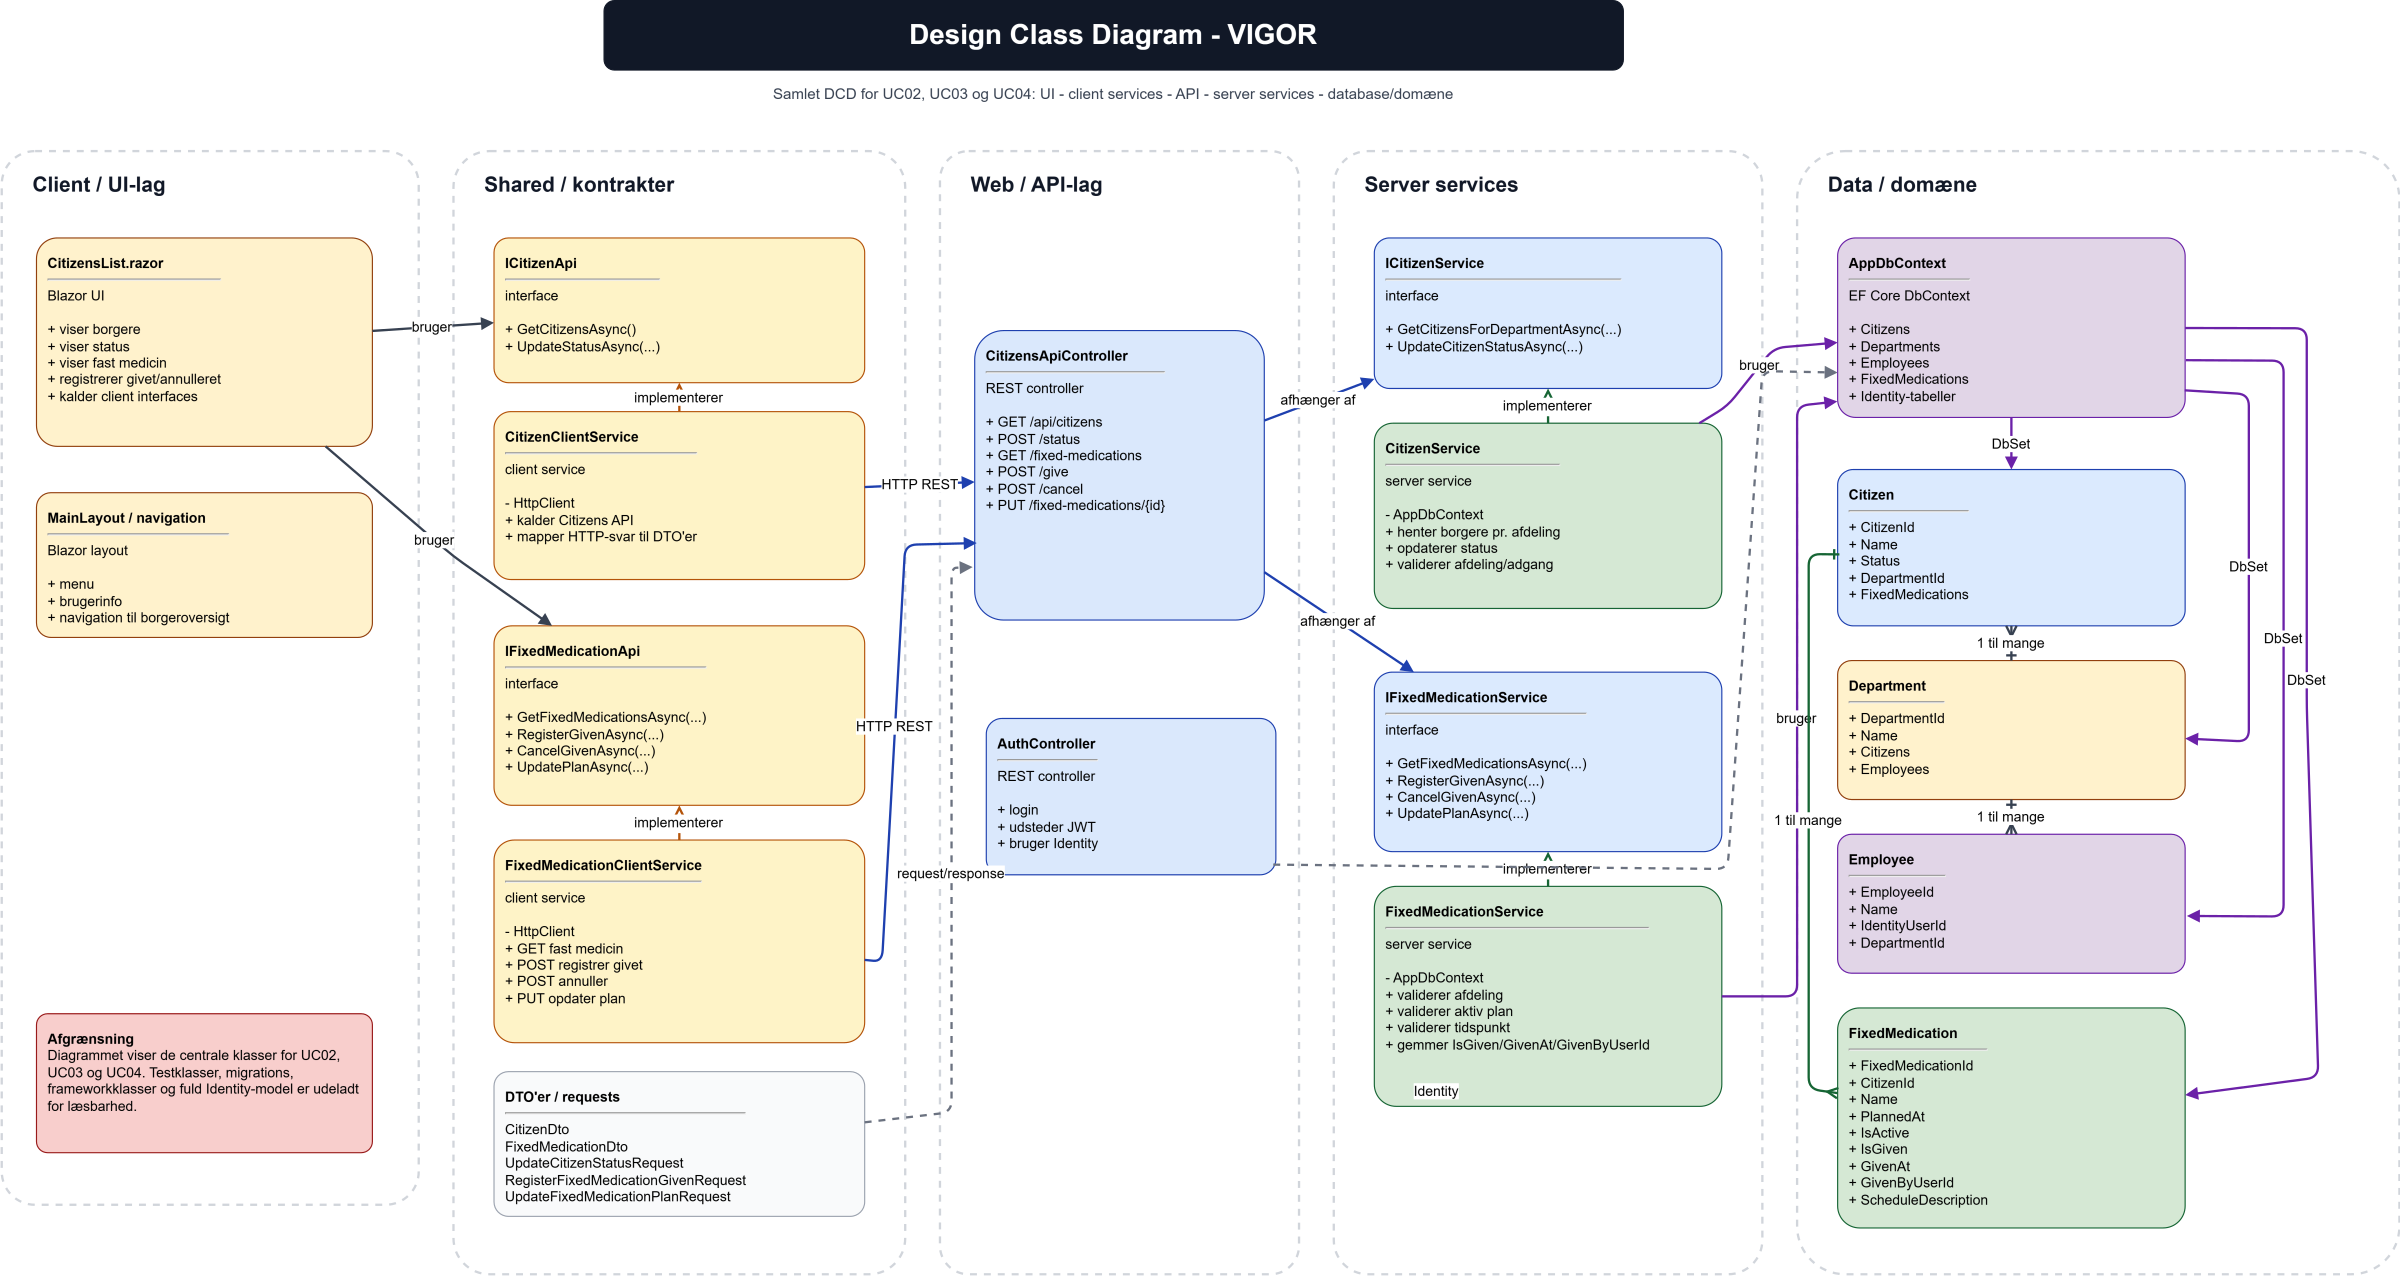 Design Class Diagram - VIGOR
Samlet DCD for UC02, UC03 og UC04: UI - client services - API - server services - database/domæne
Client / UI-lag
CitizensList.razor
Blazor UI
+ viser borgere
+ viser status
+ viser fast medicin
+ registrerer givet/annulleret
+ kalder client interfaces
MainLayout / navigation
Blazor layout
+ menu
+ brugerinfo
+ navigation til borgeroversigt
Afgrænsning
Diagrammet viser de centrale klasser for UC02,
UC03 og UC04. Testklasser, migrations,
frameworkklasser og fuld Identity-model er udeladt
for læsbarhed.
bruger
bruger
Shared / kontrakter
ICitizenApi
interface
+ GetCitizensAsync()
+ UpdateStatusAsync(...)
implementerer
CitizenClientService
client service
- HttpClient
+ kalder Citizens API
+ mapper HTTP-svar til DTO'er
IFixedMedicationApi
interface
+ GetFixedMedicationsAsync(...)
+ RegisterGivenAsync(...)
+ CancelGivenAsync(...)
+ UpdatePlanAsync(...)
implementerer
FixedMedicationClientService
client service
- HttpClient
+ GET fast medicin
+ POST registrer givet
+ POST annuller
+ PUT opdater plan
DTO'er / requests
CitizenDto
FixedMedicationDto
UpdateCitizenStatusRequest
RegisterFixedMedicationGivenRequest
UpdateFixedMedicationPlanRequest
HTTP REST
HTTP REST
request/response
Web / API-lag
CitizensApiController
REST controller
+ GET /api/citizens
+ POST /status
+ GET /fixed-medications
+ POST /give
+ POST /cancel
+ PUT /fixed-medications/{id}
AuthController
REST controller
+ login
+ udsteder JWT
+ bruger Identity
afhænger af
afhænger af
Server services
ICitizenService
interface
+ GetCitizensForDepartmentAsync(...)
+ UpdateCitizenStatusAsync(...)
implementerer
CitizenService
server service
- AppDbContext
+ henter borgere pr. afdeling
+ opdaterer status
+ validerer afdeling/adgang
IFixedMedicationService
interface
+ GetFixedMedicationsAsync(...)
+ RegisterGivenAsync(...)
+ CancelGivenAsync(...)
+ UpdatePlanAsync(...)
implementerer
FixedMedicationService
server service
- AppDbContext
+ validerer afdeling
+ validerer aktiv plan
+ validerer tidspunkt
+ gemmer IsGiven/GivenAt/GivenByUserId
Identity
bruger
bruger
1 til mange
Data / domæne
AppDbContext
EF Core DbContext
+ Citizens
+ Departments
+ Employees
+ FixedMedications
+ Identity-tabeller
DbSet
Citizen
+ CitizenId
+ Name
+ Status
+ DepartmentId
+ FixedMedications
1 til mange
Department
+ DepartmentId
+ Name
+ Citizens
+ Employees
1 til mange
Employee
+ EmployeeId
+ Name
+ IdentityUserId
+ DepartmentId
FixedMedication
+ FixedMedicationId
+ CitizenId
+ Name
+ PlannedAt
+ IsActive
+ IsGiven
+ GivenAt
+ GivenByUserId
+ ScheduleDescription
DbSet
DbSet
DbSet